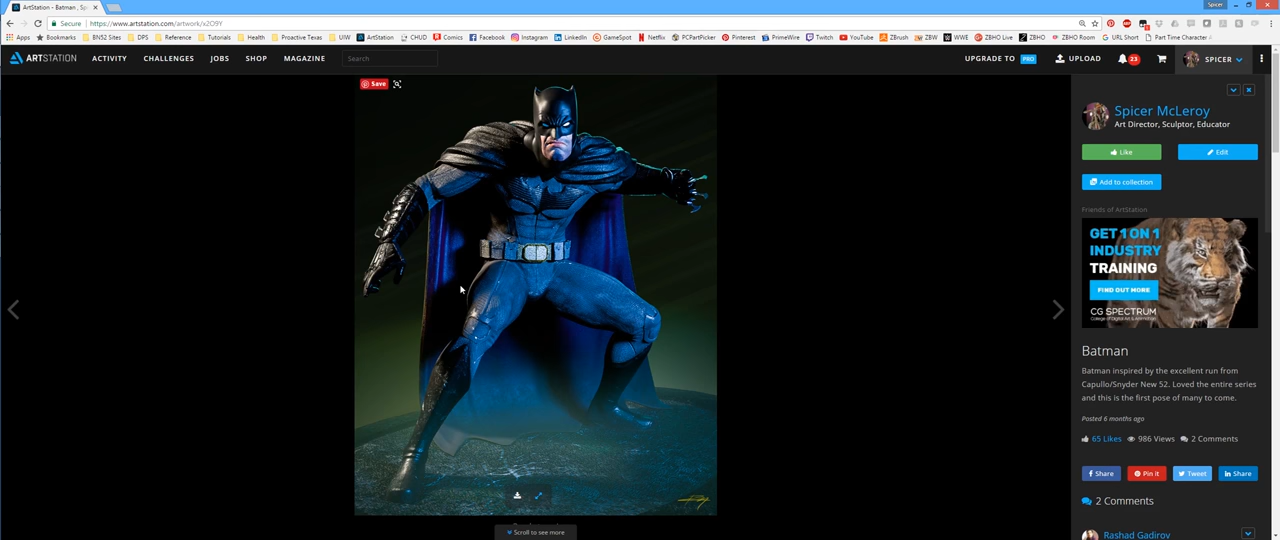 ArtStation - Batman , Spi
Spicer
Secure
https://www.artstation.com/artwork/x2O9Y
Apps Bookmarks BN52 Sites DPS Reference Tutorials Health Proactive Texas UIW ArtStation CHUD Comics Facebook Instagram LinkedIn GameSpot Netflix PCPartPicker Pinterest PrimeWire Twitch YouTube ZBrush ZBW WWE ZBHO Live ZBHO ZBHO Room URL Short Part Time Character
ARTSTATION ACTIVITY CHALLENGES JOBS SHOP MAGAZINE Search UPGRADE TO PRO UPLOAD 23 SPICER
Save
Spicer McLeroy
Art Director, Sculptor, Educator
Like Edit
Add to collection
Friends of ArtStation
GET 1 ON 1
INDUSTRY
TRAINING
FIND OUT MORE
CG SPECTRUM
College of Digital Art & Animation
Batman
Batman inspired by the excellent run from
Capullo/Snyder New 52. Loved the entire series
and this is the first pose of many to come.
Posted 6 months ago
65 Likes 986 Views 2 Comments
Share Pin it Tweet Share
2 Comments
Rashad Gadirov
Scroll to see more